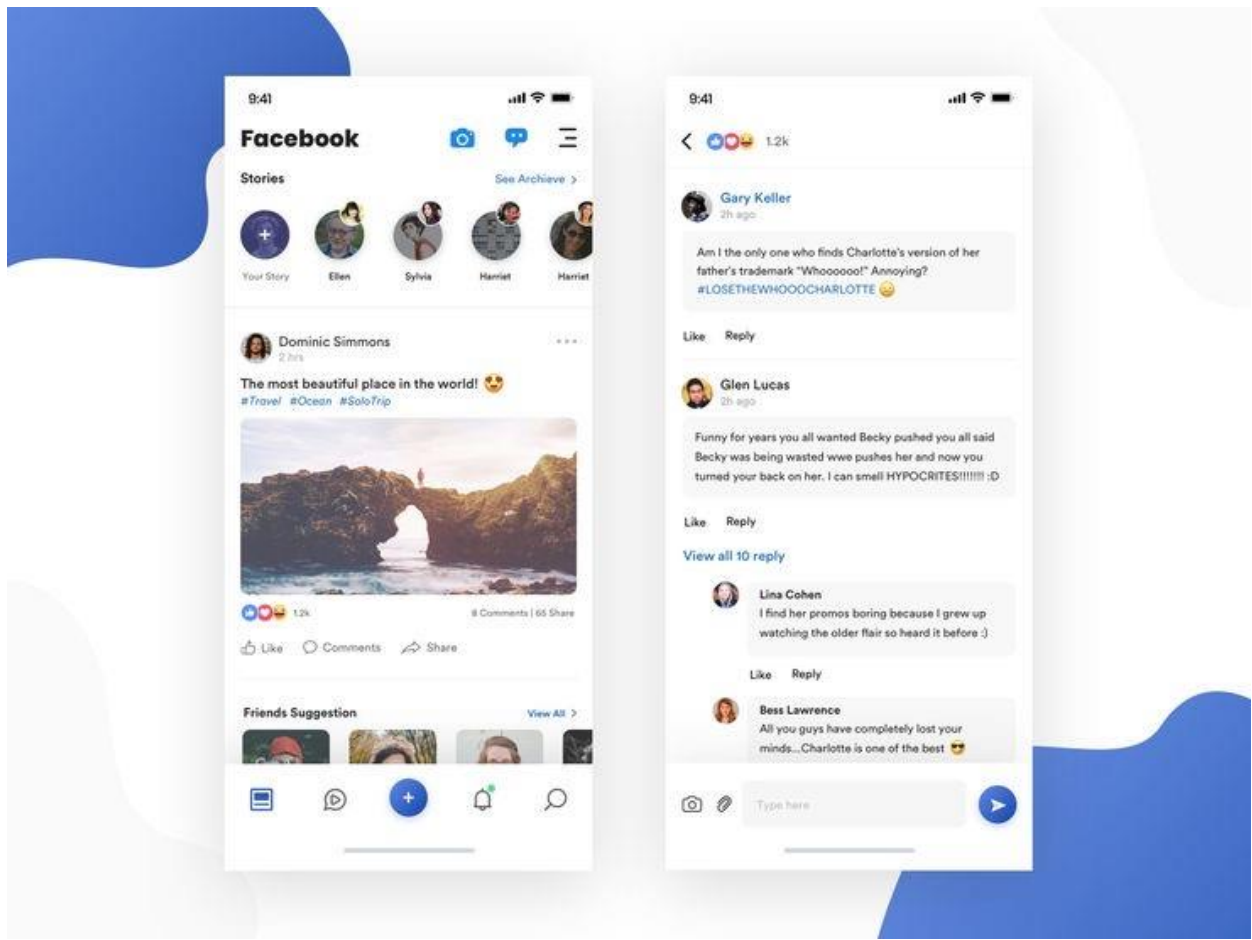 9:41
Facebook
Stories
See Archieve >
Your Story
Ellen
Sylvia
Harriet
Harriet
Dominic Simmons
2 hrs
The most beautiful place in the world! 😍
#Travel #Ocean #SoloTrip
1.2k
8 Comments | 65 Share
Like
Comments
Share
Friends Suggestion
View All >
9:41
1.2k
Gary Keller
2h ago
Am I the only one who finds Charlotte's version of her
father's trademark "Whoooooo!" Annoying?
#LOSETHEWHOOOCHARLOTTE 😄
Like Reply
Glen Lucas
2h ago
Funny for years you all wanted Becky pushed you all said
Becky was being wasted wwe pushes her and now you
turned your back on her. I can smell HYPOCRITES!!!!!!! :D
Like Reply
View all 10 reply
Lina Cohen
I find her promos boring because I grew up
watching the older flair so heard it before :)
Like Reply
Bess Lawrence
All you guys have completely lost your
minds...Charlotte is one of the best 😎
Type here